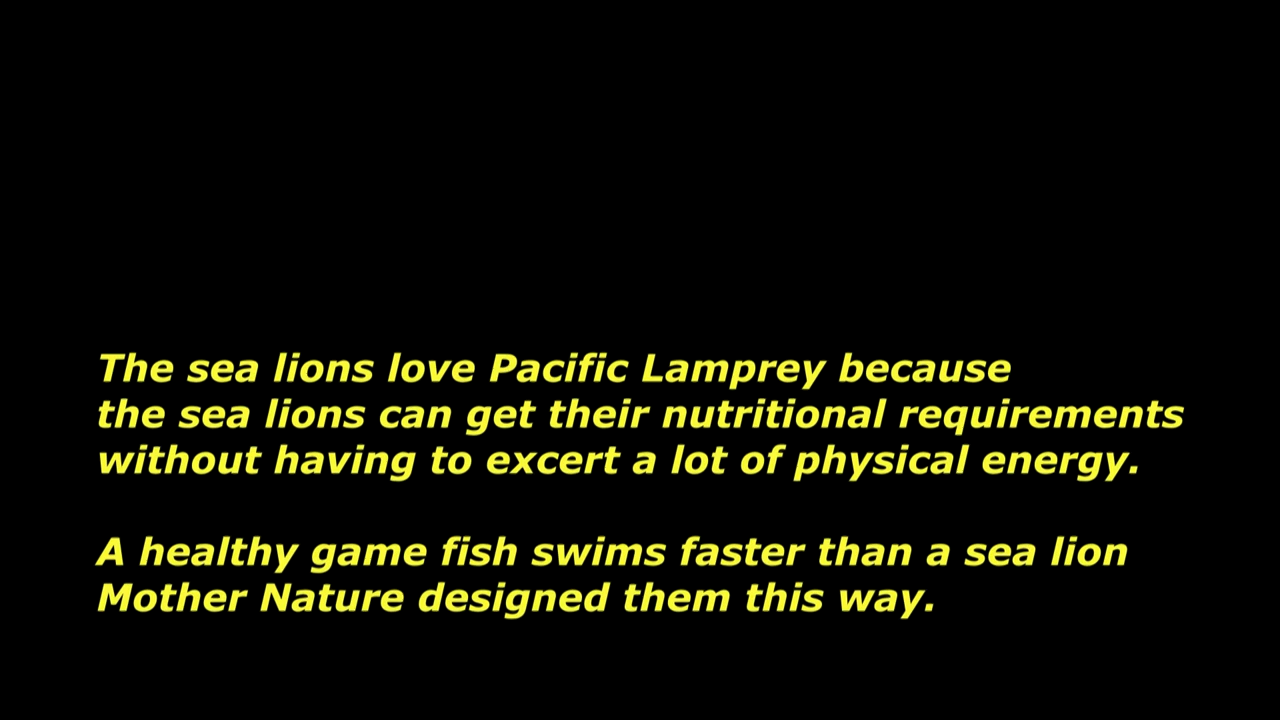 The sea lions love Pacific Lamprey because
the sea lions can get their nutritional requirements
without having to excert a lot of physical energy.
A healthy game fish swims faster than a sea lion
Mother Nature designed them this way.